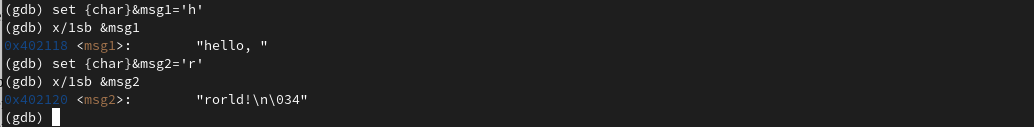 (gdb) set {char}&msg1='h'
(gdb) x/1sb &msg1
0x402118 <msg1>: "hello, "
(gdb) set {char}&msg2='r'
(gdb) x/1sb &msg2
0x402120 <msg2>: "rorld!\n\034"
(gdb)